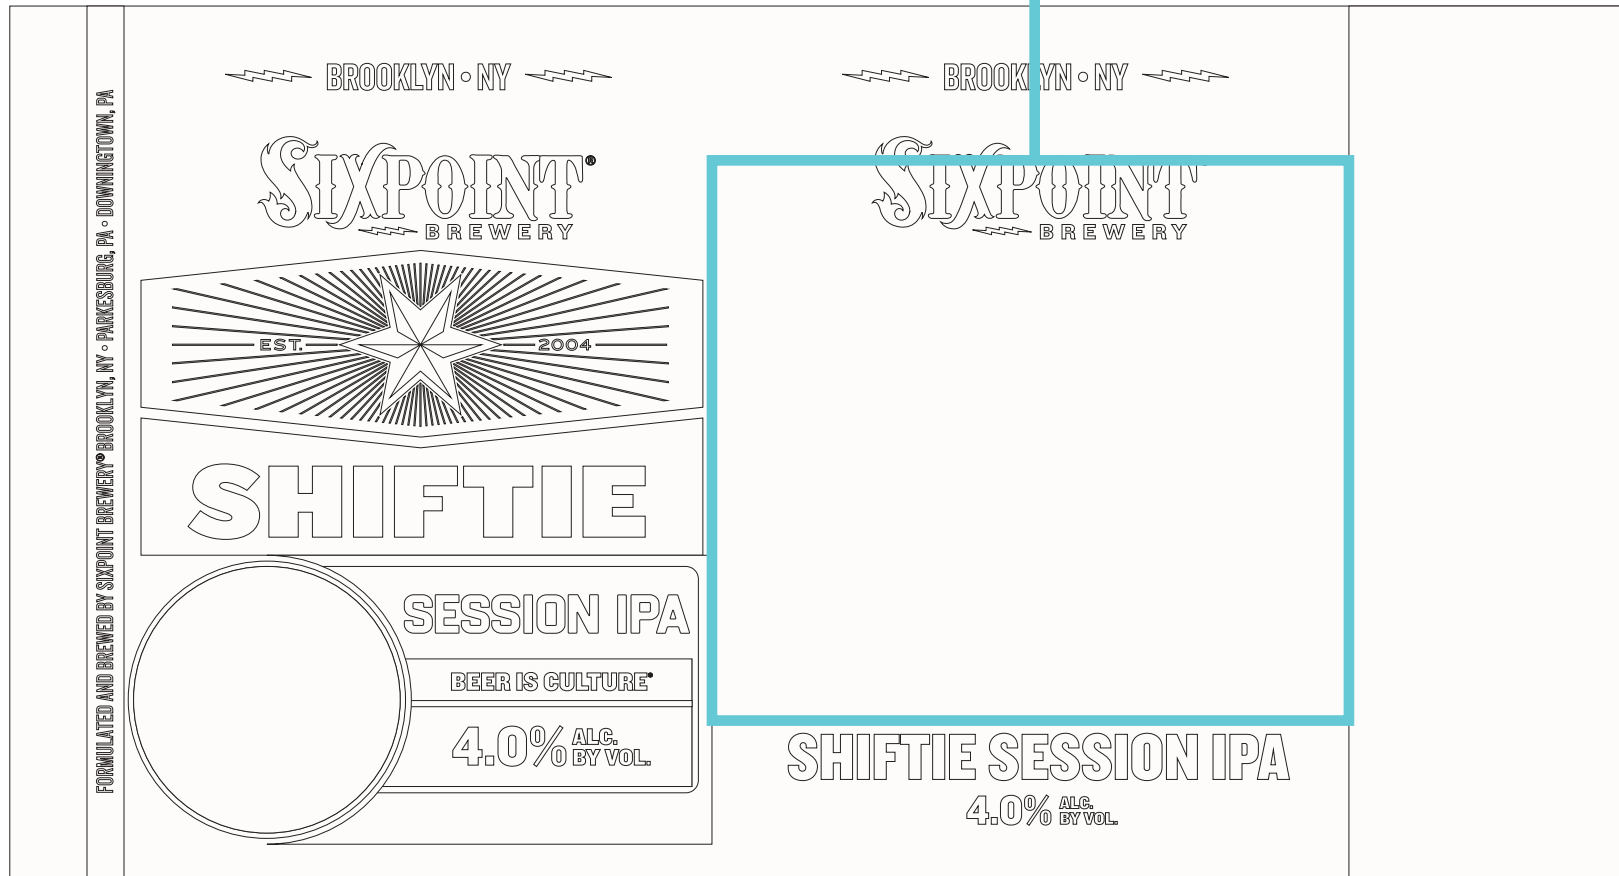 FORMULATED AND BREWED BY SIXPOINT BREWERY® BROOKLYN, NY • PARKESBURG, PA • DOWNINGTOWN, PA
BROOKLYN • NY
SIXPOINT®
BREWERY
EST. 2004
SHIFTIE
SESSION IPA
BEER IS CULTURE®
4.0% ALC.
BY VOL.
BROOKLYN • NY
SIXPOINT
BREWERY
SHIFTIE SESSION IPA
4.0% ALC.
BY VOL.